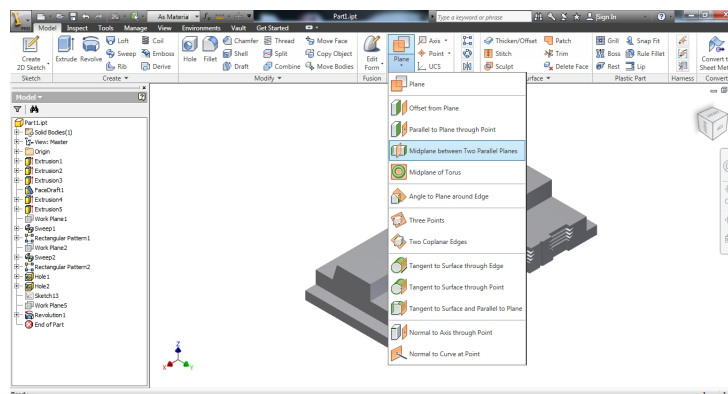 As Materia
Part1.ipt
Type a keyword or phrase
Sign In
PRO
Model Inspect Tools Manage View Environments Vault Get Started
Create 2D Sketch
Extrude Revolve
Loft
Sweep
Rib
Coil
Emboss
Derive
Hole Fillet
Chamfer
Shell
Draft
Thread
Split
Combine
Move Face
Copy Object
Move Bodies
Edit Form
Plane
Axis
Point
UCS
Thicken/Offset
Stitch
Sculpt
Patch
Trim
Delete Face
Grill
Boss
Rest
Snap Fit
Rule Fillet
Lip
Convert t
Sheet Met
Sketch Create Modify Fusion Surface Plastic Part Harness Convert
Model
Part1.ipt
Solid Bodies(1)
View: Master
Origin
Extrusion1
Extrusion2
Extrusion3
FaceDraft1
Extrusion4
Extrusion5
Work Plane1
Sweep1
Rectangular Pattern1
Work Plane2
Sweep2
Rectangular Pattern2
Hole1
Hole2
Sketch13
Work Plane5
Revolution1
End of Part
Plane
Offset from Plane
Parallel to Plane through Point
Midplane between Two Parallel Planes
Midplane of Torus
Angle to Plane around Edge
Three Points
Two Coplanar Edges
Tangent to Surface through Edge
Tangent to Surface through Point
Tangent to Surface and Parallel to Plane
Normal to Axis through Point
Normal to Curve at Point
Z
X
Y